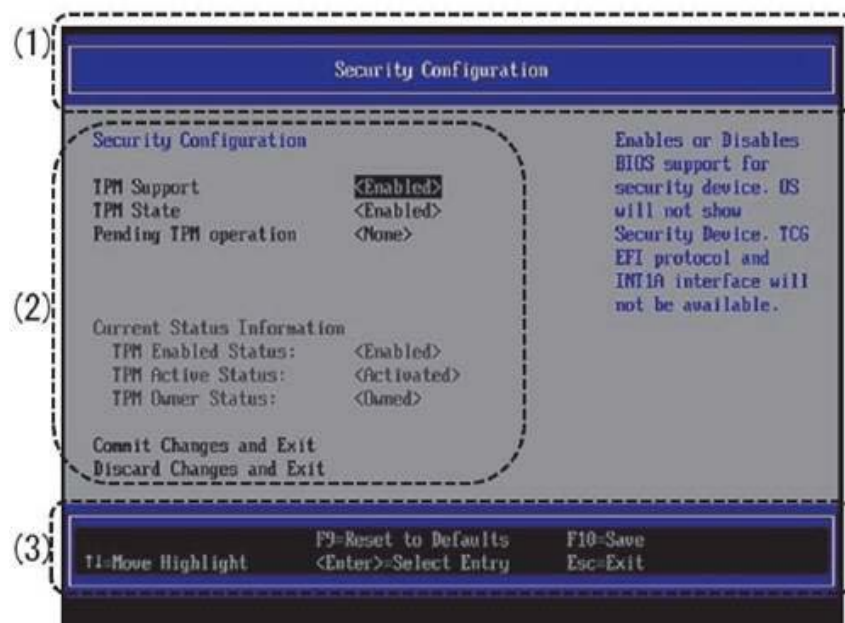 (1)
Security Configuration
Security Configuration
TPM Support <Enabled>
TPM State <Enabled>
Pending TPM operation <None>
(2)
Current Status Information
TPM Enabled Status: <Enabled>
TPM Active Status: <Activated>
TPM Owner Status: <Owned>
Commit Changes and Exit
Discard Changes and Exit
Enables or Disables
BIOS support for
security device. OS
will not show
Security Device. TCG
EFI protocol and
INT1A interface will
not be available.
(3)
F9=Reset to Defaults F10=Save
↑↓=Move Highlight <Enter>=Select Entry Esc=Exit